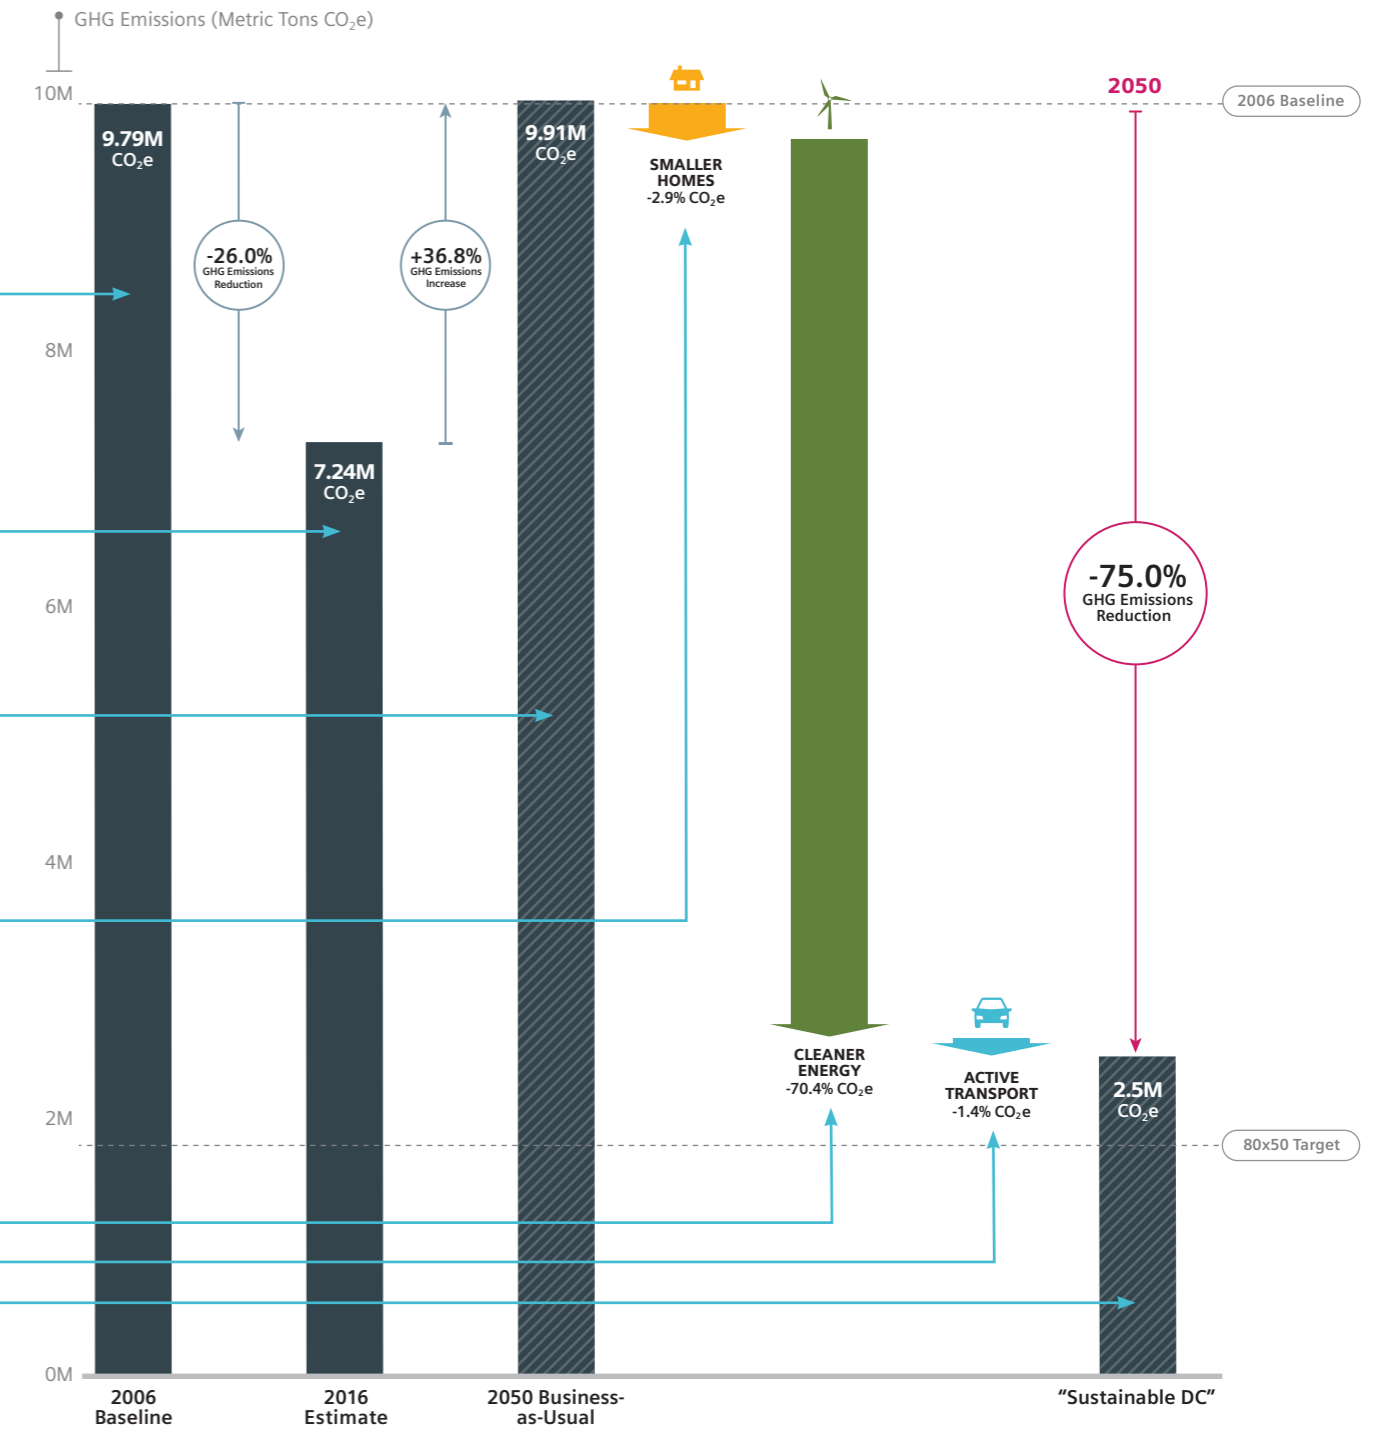 GHG Emissions (Metric Tons CO₂e)
10M
8M
6M
4M
2M
0M
9.79M
CO₂e
-26.0%
GHG Emissions
Reduction
7.24M
CO₂e
+36.8%
GHG Emissions
Increase
9.91M
CO₂e
SMALLER
HOMES
-2.9% CO₂e
CLEANER
ENERGY
-70.4% CO₂e
ACTIVE
TRANSPORT
-1.4% CO₂e
2050
-75.0%
GHG Emissions
Reduction
2.5M
CO₂e
2006 Baseline
80x50 Target
2006
Baseline
2016
Estimate
2050 Business-
as-Usual
“Sustainable DC”